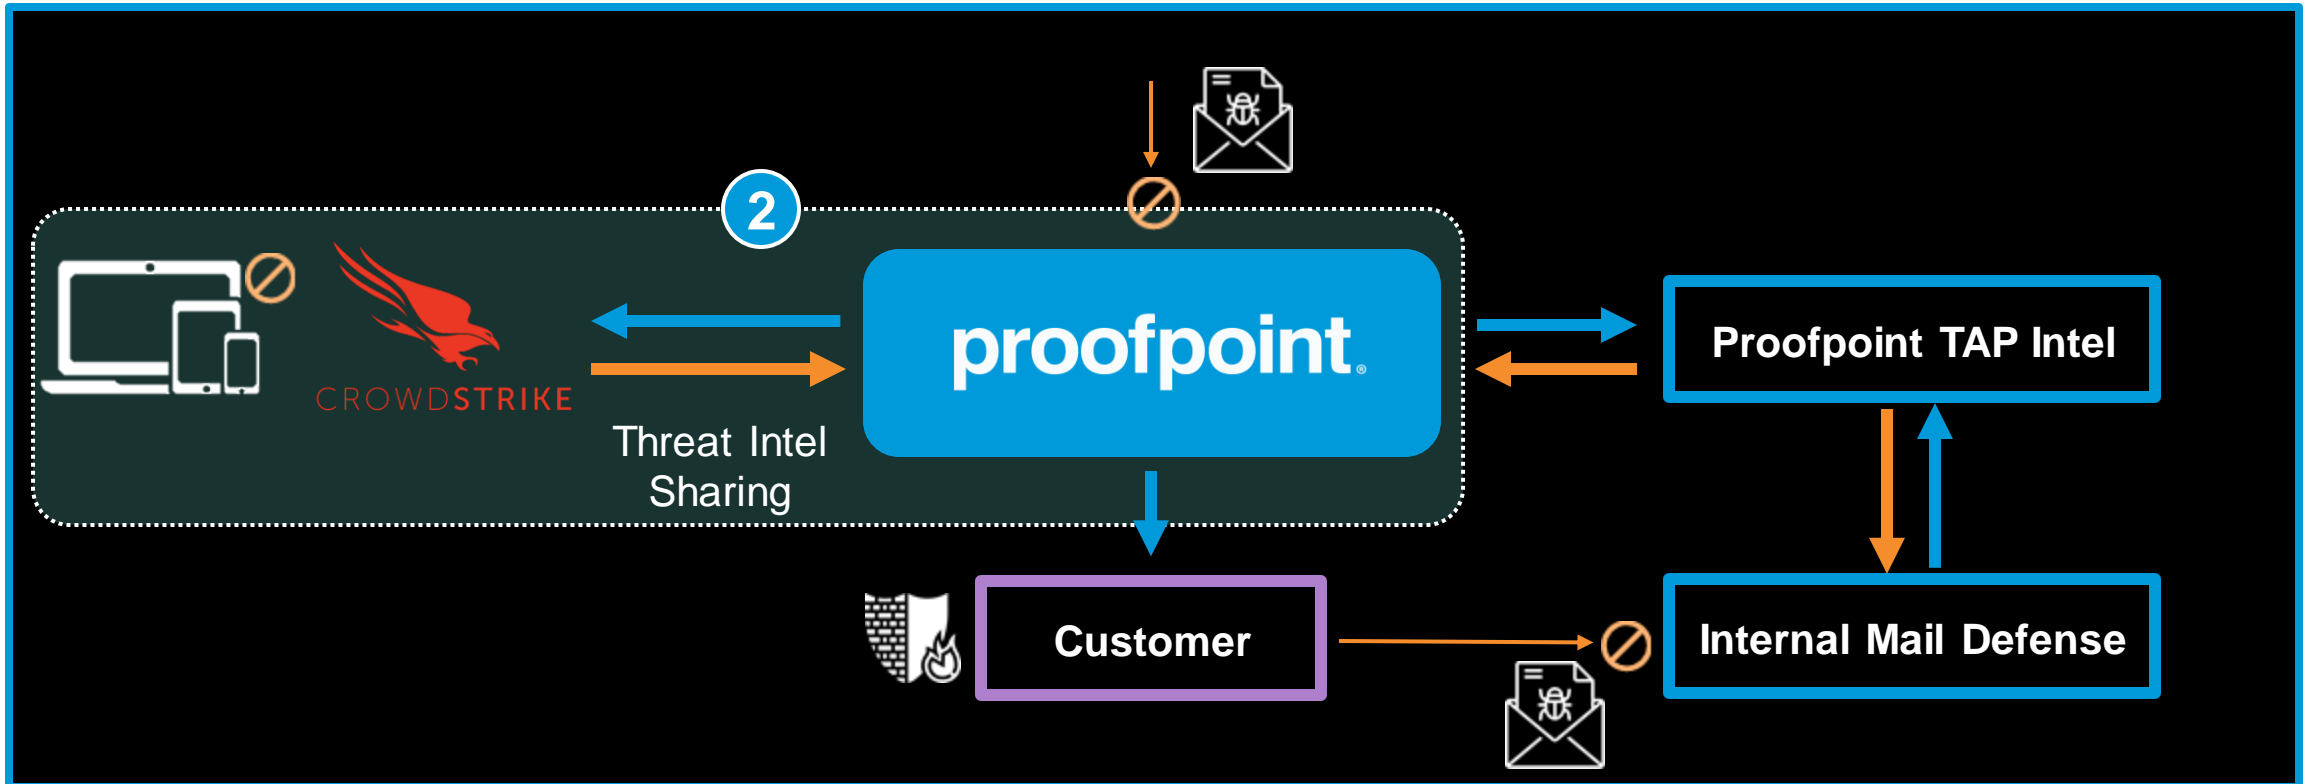 2
CROWDSTRIKE
proofpoint®
Threat Intel
Sharing
Proofpoint TAP Intel
Customer
Internal Mail Defense